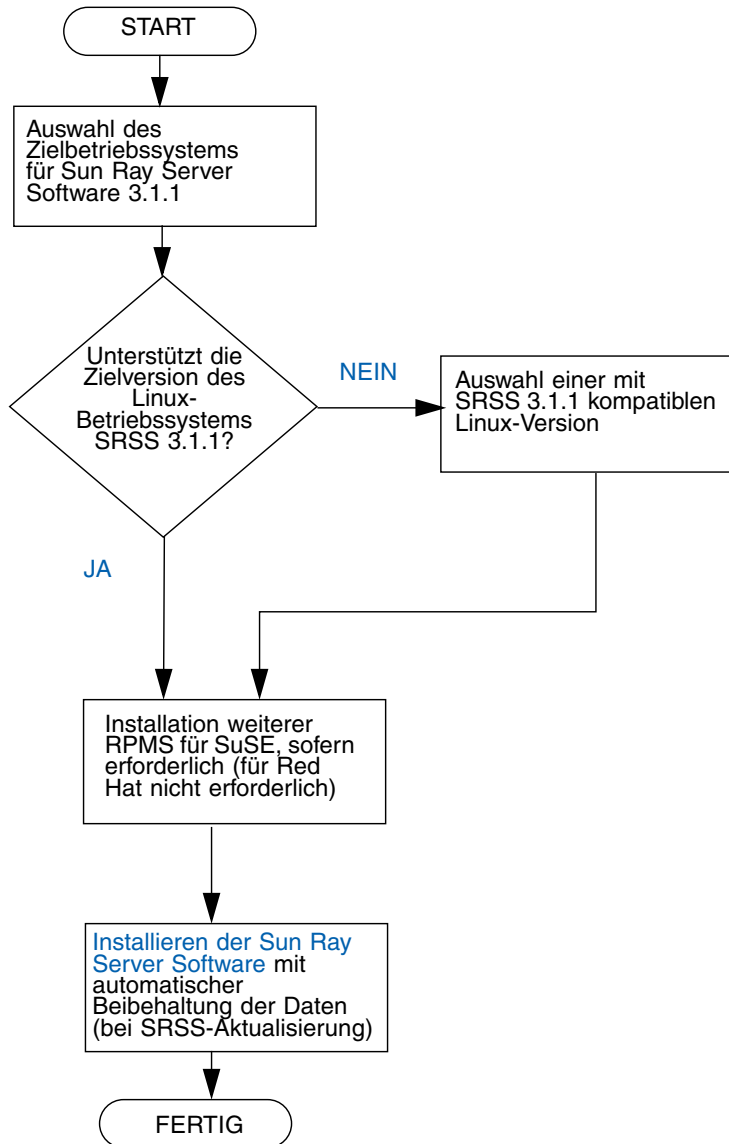 START
Auswahl des
Zielbetriebssystems
für Sun Ray Server
Software 3.1.1
Unterstützt die
Zielversion des
Linux-
Betriebssystems
SRSS 3.1.1?
NEIN
Auswahl einer mit
SRSS 3.1.1 kompatiblen
Linux-Version
JA
Installation weiterer
RPMS für SuSE, sofern
erforderlich (für Red
Hat nicht erforderlich)
Installieren der Sun Ray
Server Software mit
automatischer
Beibehaltung der Daten
(bei SRSS-Aktualisierung)
FERTIG